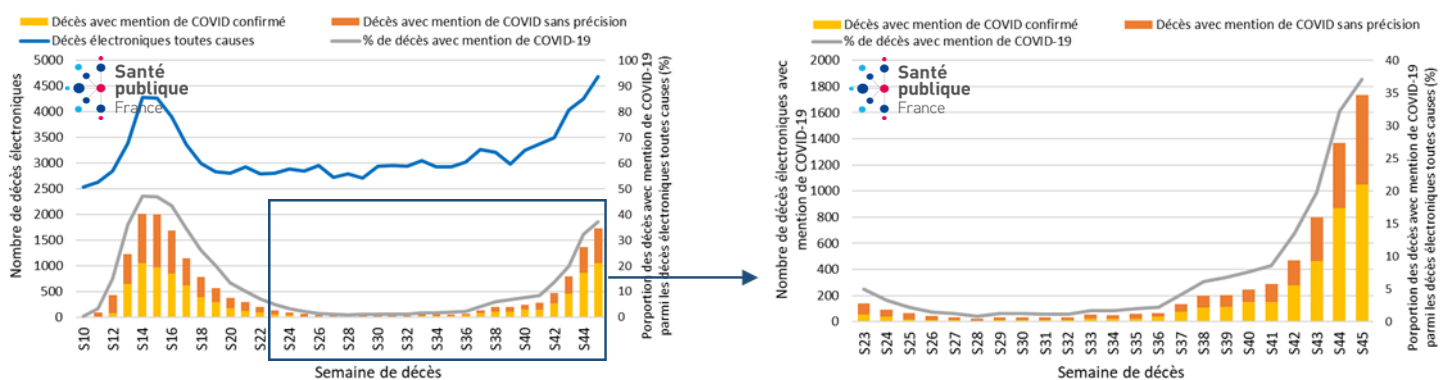 Décès avec mention de COVID confirmé
Décès avec mention de COVID sans précision
Décès électroniques toutes causes
% de décès avec mention de COVID-19
Nombre de décès électroniques
5000
4500
4000
3500
3000
2500
2000
1500
1000
500
0
Santé
publique
France
100
90
80
70
60
50
40
30
20
10
0
Porportion des décès avec mention de COVID-19
parmi les décès électroniques toutes causes (%)
S10
S12
S14
S16
S18
S20
S22
S24
S26
S28
S30
S32
S34
S36
S38
S40
S42
S44
Semaine de décès
Décès avec mention de COVID confirmé
Décès avec mention de COVID sans précision
% de décès avec mention de COVID-19
Nombre de décès électroniques avec
mention de COVID-19
2000
1800
1600
1400
1200
1000
800
600
400
200
0
Santé
publique
France
40
35
30
25
20
15
10
5
0
Porportion des décès avec mention de COVID-19
parmi les décès électroniques toutes causes (%)
S23
S24
S25
S26
S27
S28
S29
S30
S31
S32
S33
S34
S35
S36
S37
S38
S39
S40
S41
S42
S43
S44
S45
Semaine de décès